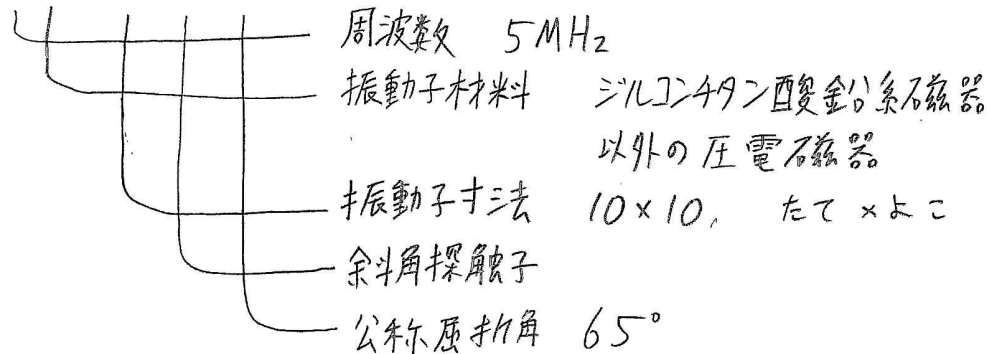 周波数 5MHz
振動子材料 ジルコンチタン酸鉛系磁器
以外の圧電磁器
振動子寸法 10×10, たて×よこ
斜角探触子
公称屈折角 65°